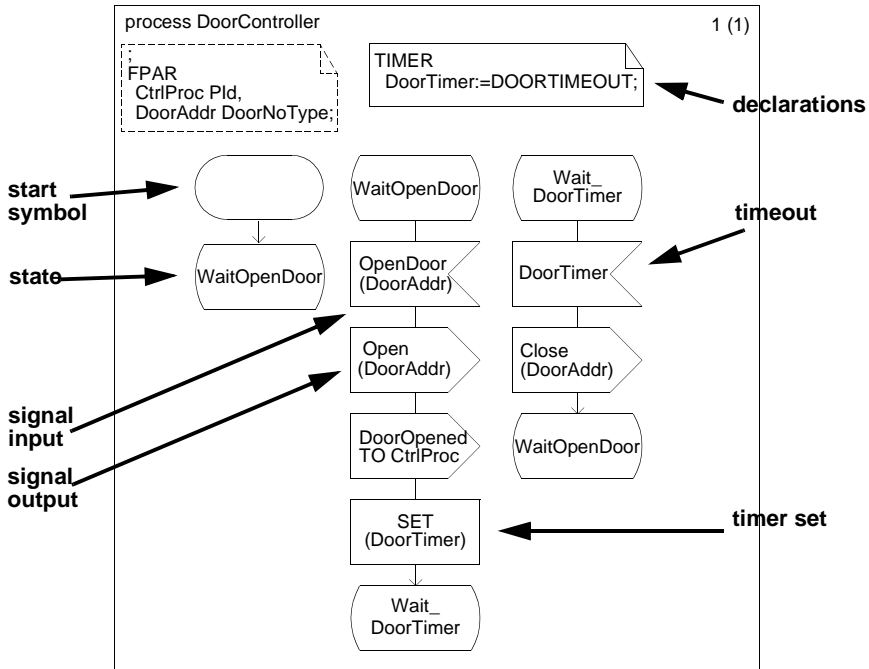 process DoorController
1 (1)
;
FPAR
CtrlProc PId,
DoorAddr DoorNoType;
TIMER
DoorTimer:=DOORTIMEOUT;
declarations
start
symbol
state
signal
input
signal
output
WaitOpenDoor
WaitOpenDoor
OpenDoor
(DoorAddr)
Open
(DoorAddr)
DoorOpened
TO CtrlProc
SET
(DoorTimer)
Wait_
DoorTimer
Wait_
DoorTimer
DoorTimer
Close
(DoorAddr)
WaitOpenDoor
timeout
timer set